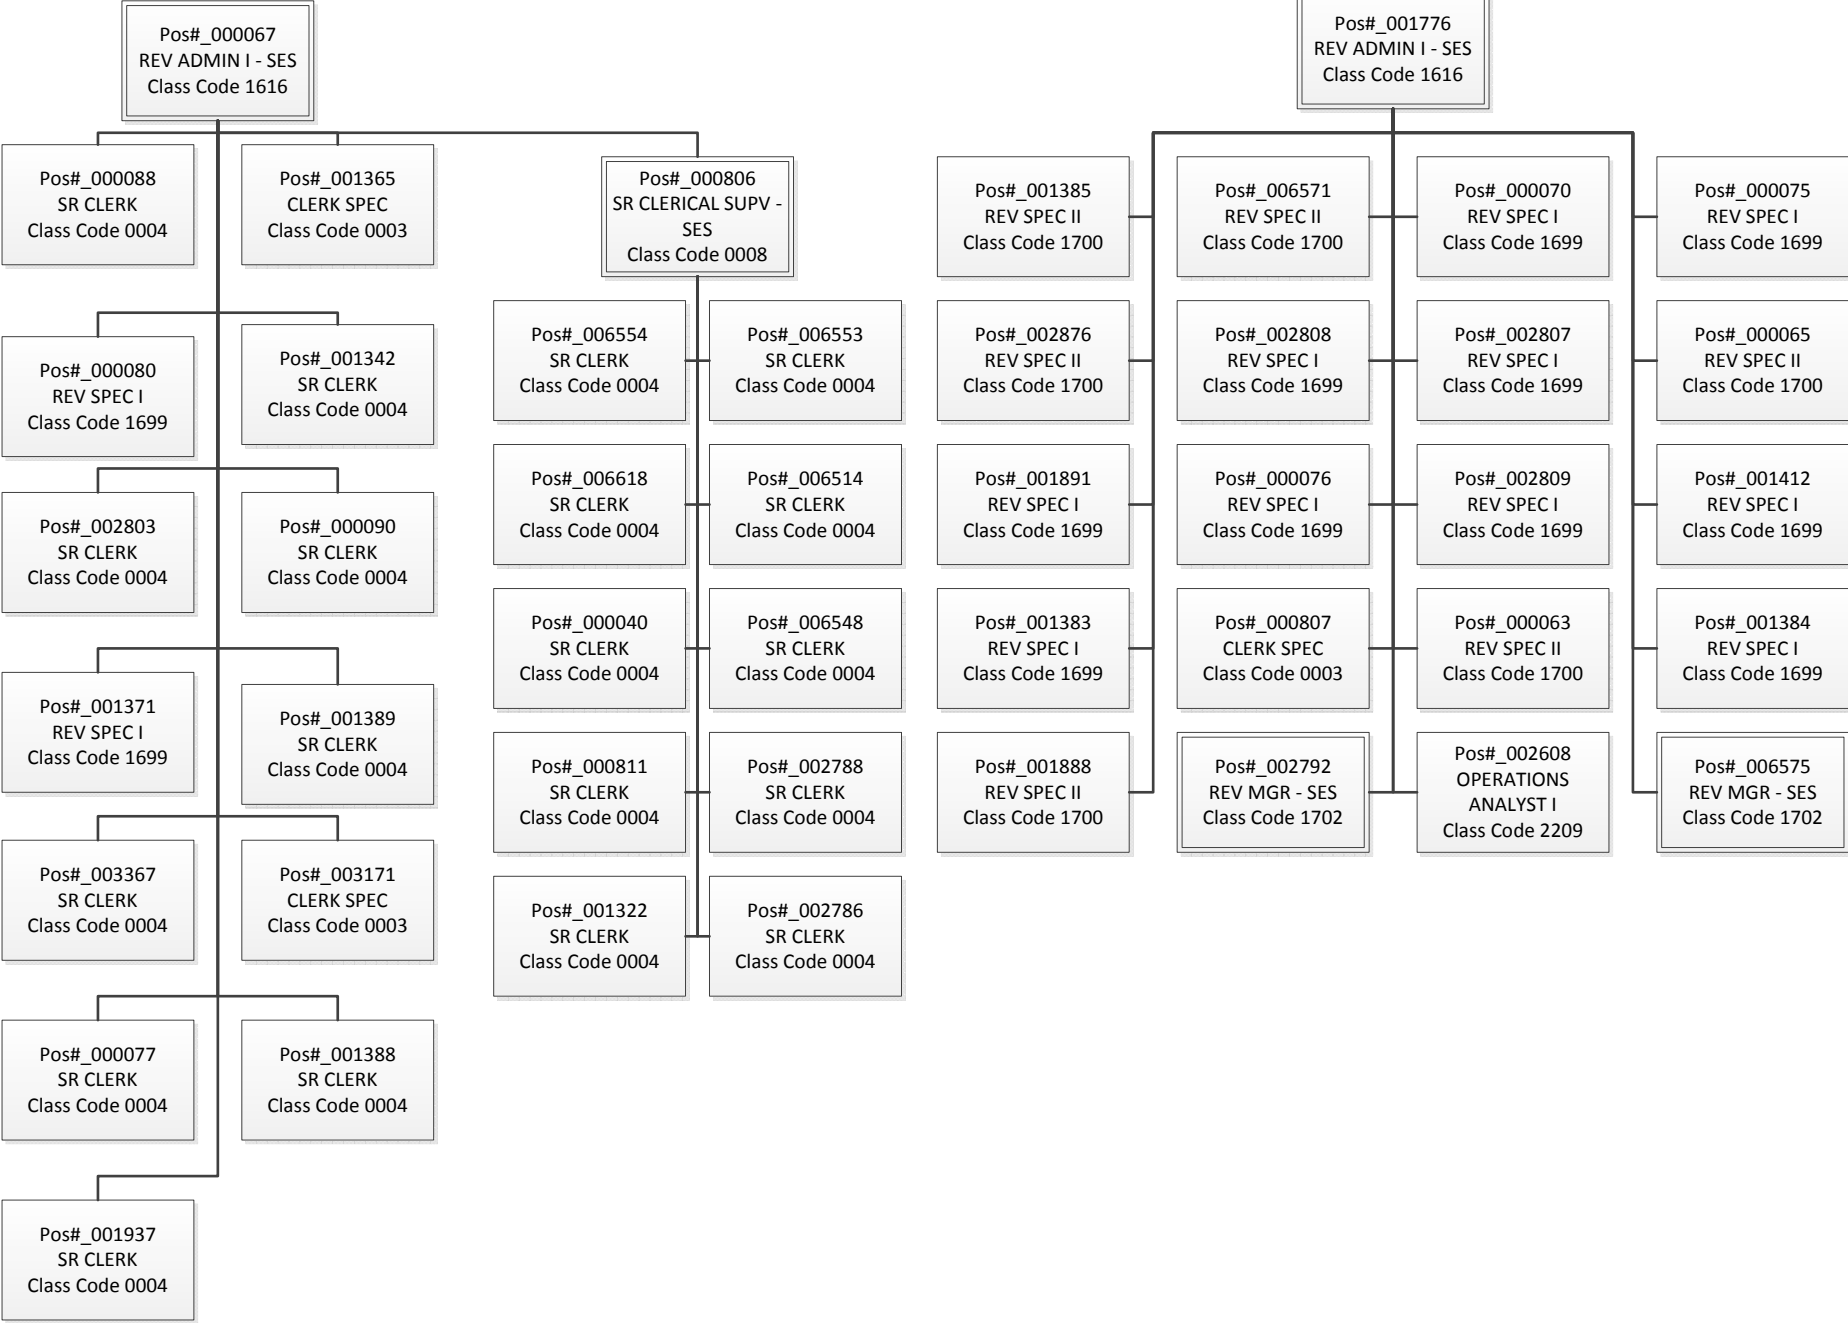 Pos#_000067
REV ADMIN I - SES
Class Code 1616
Pos#_000088
SR CLERK
Class Code 0004
Pos#_001365
CLERK SPEC
Class Code 0003
Pos#_000080
REV SPEC I
Class Code 1699
Pos#_001342
SR CLERK
Class Code 0004
Pos#_002803
SR CLERK
Class Code 0004
Pos#_000090
SR CLERK
Class Code 0004
Pos#_001371
REV SPEC I
Class Code 1699
Pos#_001389
SR CLERK
Class Code 0004
Pos#_003367
SR CLERK
Class Code 0004
Pos#_003171
CLERK SPEC
Class Code 0003
Pos#_000077
SR CLERK
Class Code 0004
Pos#_001388
SR CLERK
Class Code 0004
Pos#_001937
SR CLERK
Class Code 0004
Pos#_000806
SR CLERICAL SUPV -
SES
Class Code 0008
Pos#_006554
SR CLERK
Class Code 0004
Pos#_006553
SR CLERK
Class Code 0004
Pos#_006618
SR CLERK
Class Code 0004
Pos#_006514
SR CLERK
Class Code 0004
Pos#_000040
SR CLERK
Class Code 0004
Pos#_006548
SR CLERK
Class Code 0004
Pos#_000811
SR CLERK
Class Code 0004
Pos#_002788
SR CLERK
Class Code 0004
Pos#_001322
SR CLERK
Class Code 0004
Pos#_002786
SR CLERK
Class Code 0004
Pos#_001776
REV ADMIN I - SES
Class Code 1616
Pos#_001385
REV SPEC II
Class Code 1700
Pos#_006571
REV SPEC II
Class Code 1700
Pos#_000070
REV SPEC I
Class Code 1699
Pos#_000075
REV SPEC I
Class Code 1699
Pos#_002876
REV SPEC II
Class Code 1700
Pos#_002808
REV SPEC I
Class Code 1699
Pos#_002807
REV SPEC I
Class Code 1699
Pos#_000065
REV SPEC II
Class Code 1700
Pos#_001891
REV SPEC I
Class Code 1699
Pos#_000076
REV SPEC I
Class Code 1699
Pos#_002809
REV SPEC I
Class Code 1699
Pos#_001412
REV SPEC I
Class Code 1699
Pos#_001383
REV SPEC I
Class Code 1699
Pos#_000807
CLERK SPEC
Class Code 0003
Pos#_000063
REV SPEC II
Class Code 1700
Pos#_001384
REV SPEC I
Class Code 1699
Pos#_001888
REV SPEC II
Class Code 1700
Pos#_002792
REV MGR - SES
Class Code 1702
Pos#_002608
OPERATIONS
ANALYST I
Class Code 2209
Pos#_006575
REV MGR - SES
Class Code 1702